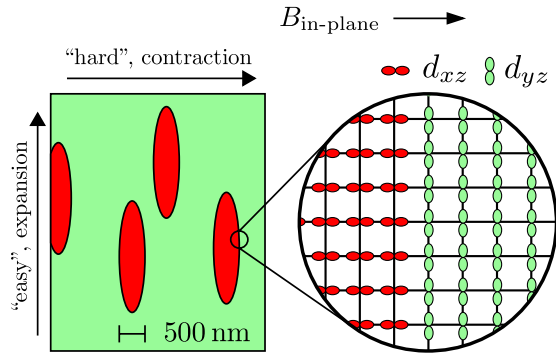 B_in-plane
"hard", contraction
d_xz d_yz
"easy", expansion
500 nm